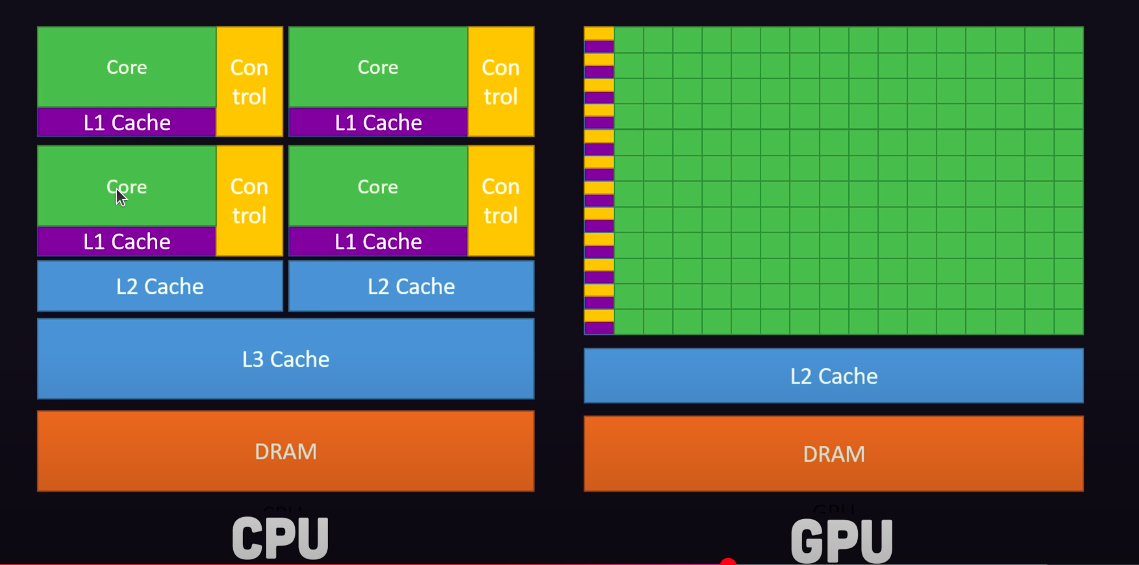 Core
Con
trol
Core
Con
trol
L1 Cache
L1 Cache
Core
Con
trol
Core
Con
trol
L1 Cache
L1 Cache
L2 Cache
L2 Cache
L3 Cache
DRAM
CPU
L2 Cache
DRAM
GPU